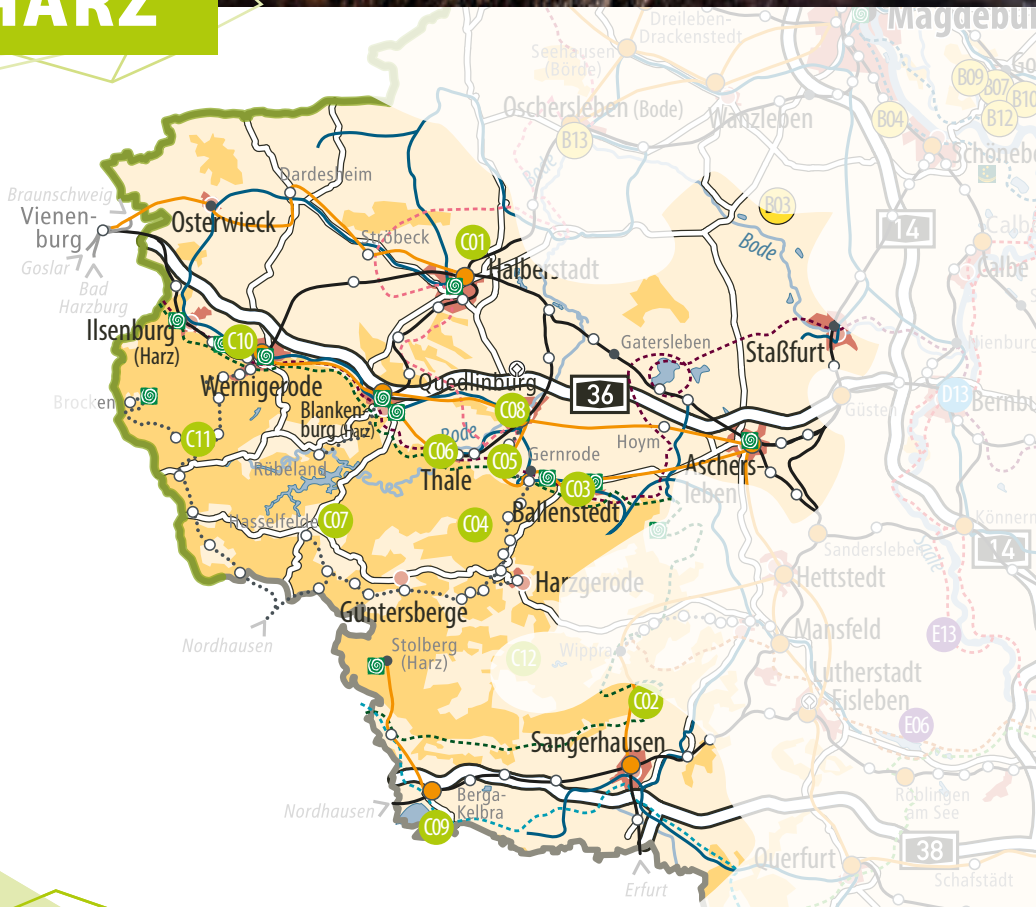 HARZ
Magdebur
Dreileben-
Drackenstedt
Seehausen
(Börde)
Oschersleben (Bode)
Wanzleben
B13
B09
B07
B10
B04
B12
Schöneb
B03
14
Calbe
Bode
Braunschweig
Vienen-
burg
Goslar
Bad
Harzburg
Osterwieck
Dardesheim
Ströbeck
C01
Halberstadt
Ilsenburg
(Harz)
C10
Wernigerode
Brocken
C11
Blanken-
burg (Harz)
Quedlinburg
36
Gatersleben
Staßfurt
Nienburg
D13
Bernbu
Güsten
C08
Bode
C06
C05
Thale
Gernrode
Hoym
Aschers-
leben
Rübeland
C03
Ballenstedt
C07
C04
Hasselfelde
Könnern
14
Sandersleben
Hettstedt
Harzgerode
Güntersberge
Nordhausen
Stolberg
(Harz)
Wippra
C12
Mansfeld
E13
Lutherstadt
Eisleben
E06
C02
Sangerhausen
Röblingen
am See
Nordhausen
Berga-
Kelbra
C09
38
Querfurt
Schafstädt
Erfurt